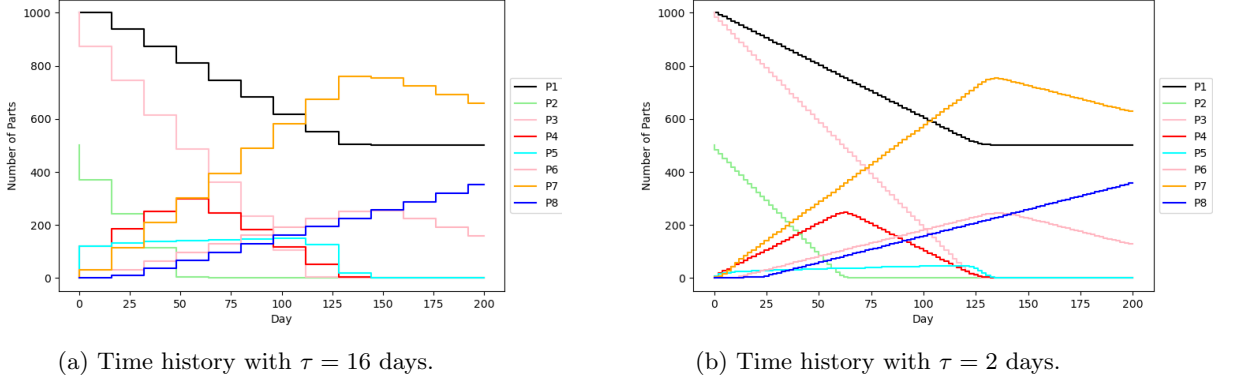 1000
800
600
400
200
0
Number of Parts
0 25 50 75 100 125 150 175 200
Day
P1
P2
P3
P4
P5
P6
P7
P8
(a) Time history with τ = 16 days.
1000
800
600
400
200
0
Number of Parts
0 25 50 75 100 125 150 175 200
Day
P1
P2
P3
P4
P5
P6
P7
P8
(b) Time history with τ = 2 days.